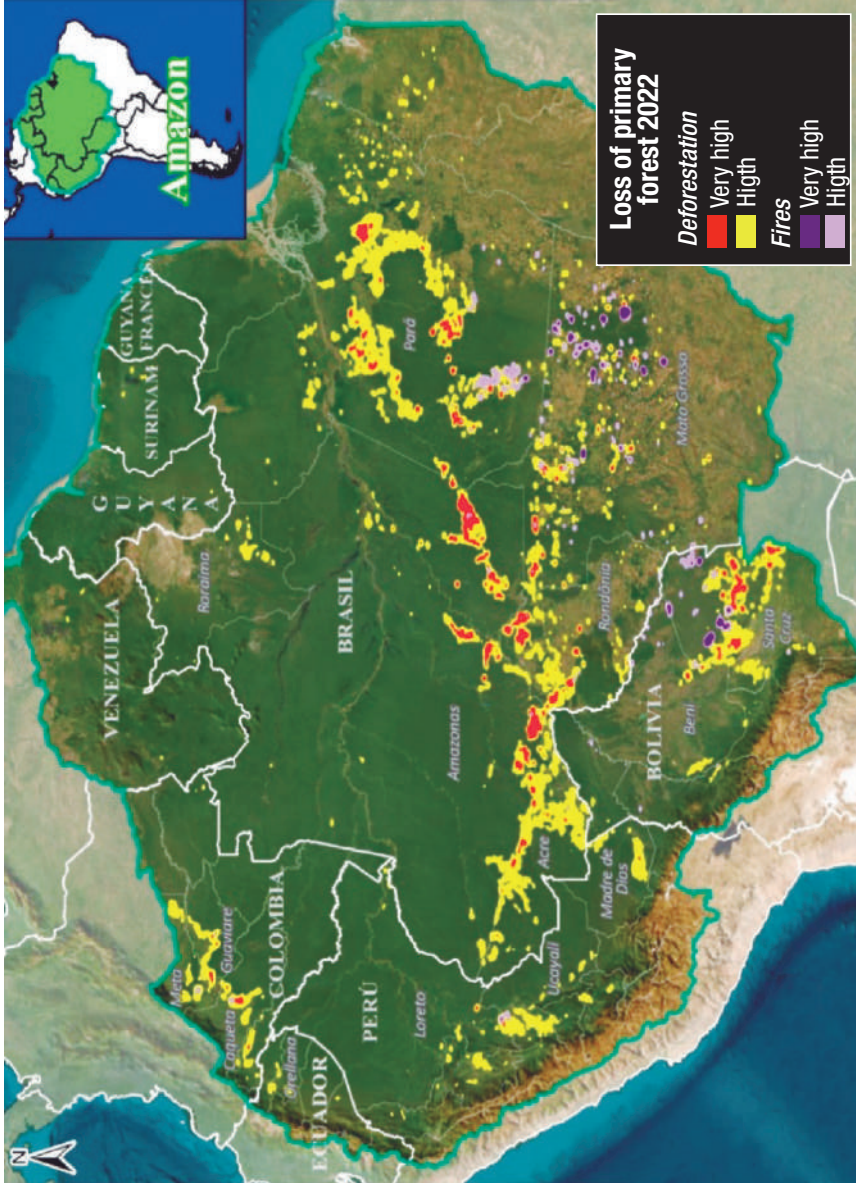 N
Amazon
VENEZUELA
G U Y A N A
SURINAM
GUYANA
FRANCESA
Roraima
Meta
Guaviare
Caqueta
COLOMBIA
Orellana
ECUADOR
PERÚ
Loreto
BRASIL
Amazonas
Pará
Acre
Ucayali
Madre de
Dios
Rondônia
Mato Grosso
BOLIVIA
Beni
Santa
Cruz
Loss of primary
forest 2022
Deforestation
Very high
Higth
Fires
Very high
Higth